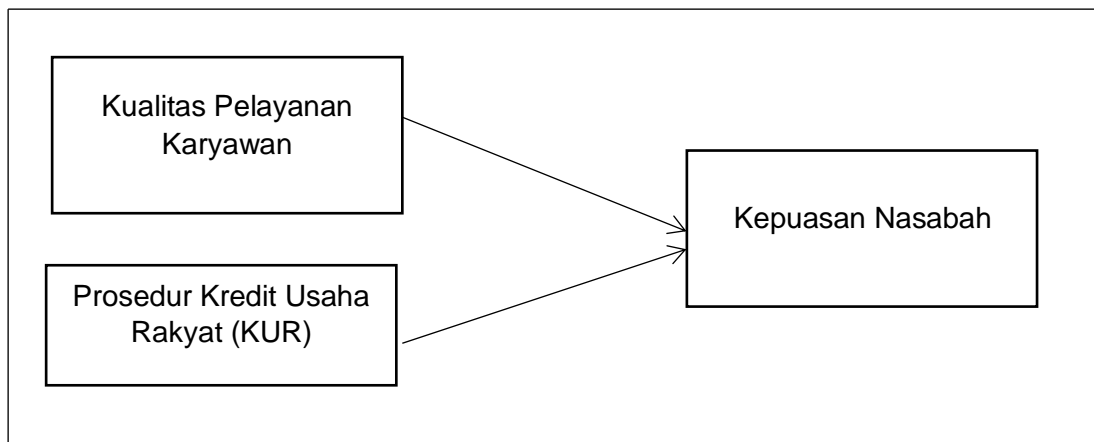 Kualitas Pelayanan
Karyawan
Kepuasan Nasabah
Prosedur Kredit Usaha
Rakyat (KUR)